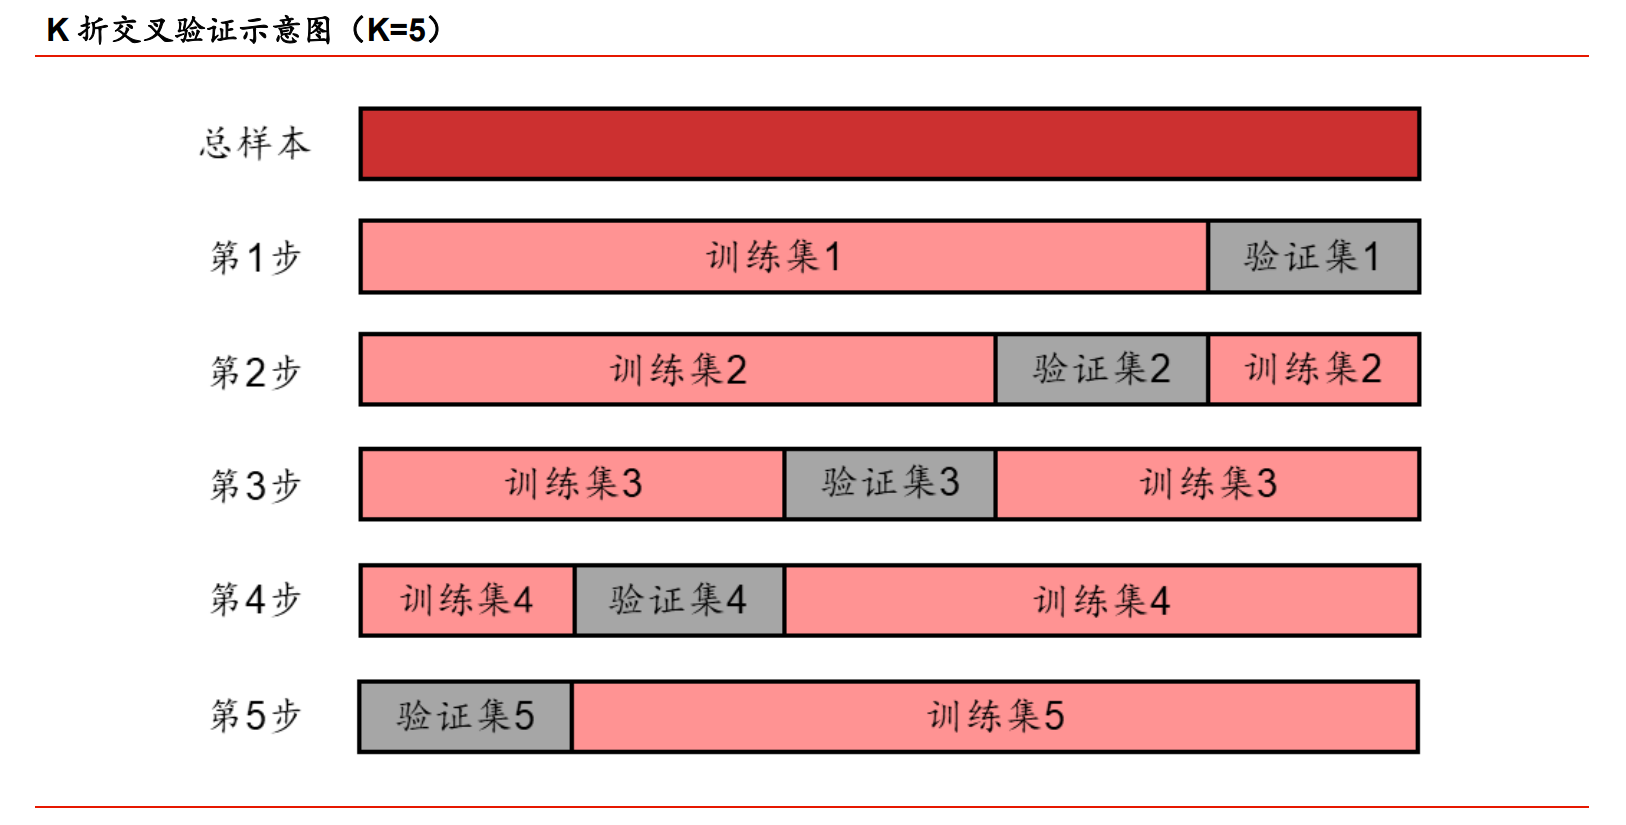 K 折交叉验证示意图（K=5）
总样本
第1步 训练集1 验证集1
第2步 训练集2 验证集2 训练集2
第3步 训练集3 验证集3 训练集3
第4步 训练集4 验证集4 训练集4
第5步 验证集5 训练集5